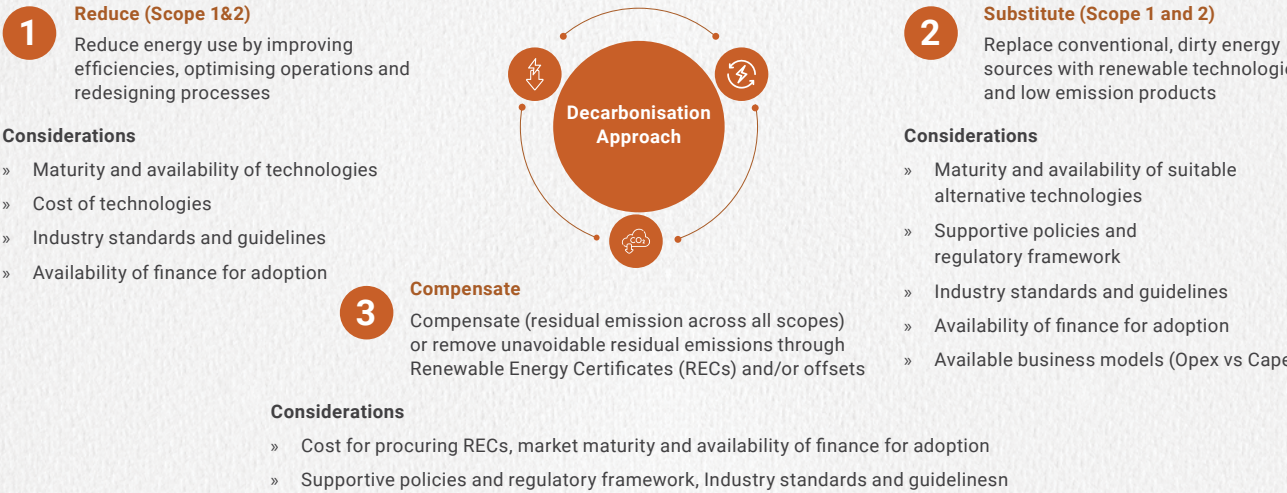 1
Reduce (Scope 1&2)
Reduce energy use by improving
efficiencies, optimising operations and
redesigning processes
Considerations
» Maturity and availability of technologies
» Cost of technologies
» Industry standards and guidelines
» Availability of finance for adoption
Decarbonisation
Approach
CO₂
2
Substitute (Scope 1 and 2)
Replace conventional, dirty energy
sources with renewable technologie
and low emission products
Considerations
» Maturity and availability of suitable
alternative technologies
» Supportive policies and
regulatory framework
» Industry standards and guidelines
» Availability of finance for adoption
» Available business models (Opex vs Cape
3
Compensate
Compensate (residual emission across all scopes)
or remove unavoidable residual emissions through
Renewable Energy Certificates (RECs) and/or offsets
Considerations
» Cost for procuring RECs, market maturity and availability of finance for adoption
» Supportive policies and regulatory framework, Industry standards and guidelinesn